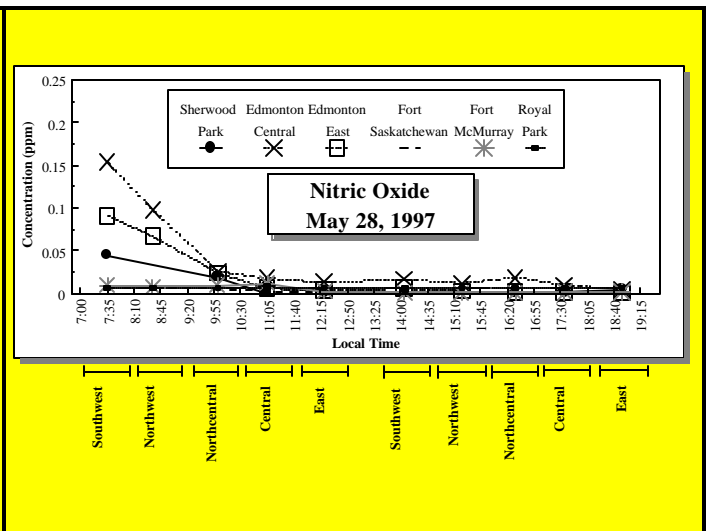 0.25
0.2
0.15
0.1
0.05
0
Concentration (ppm)
Sherwood Edmonton Edmonton Fort Fort Royal
Park Central East Saskatchewan McMurray Park
Nitric Oxide
May 28, 1997
7:00 7:35 8:10 8:45 9:20 9:55 10:30 11:05 11:40 12:15 12:50 13:25 14:00 14:35 15:10 15:45 16:20 16:55 17:30 18:05 18:40 19:15
Local Time
Southwest Northwest Northcentral Central East Southwest Northwest Northcentral Central East